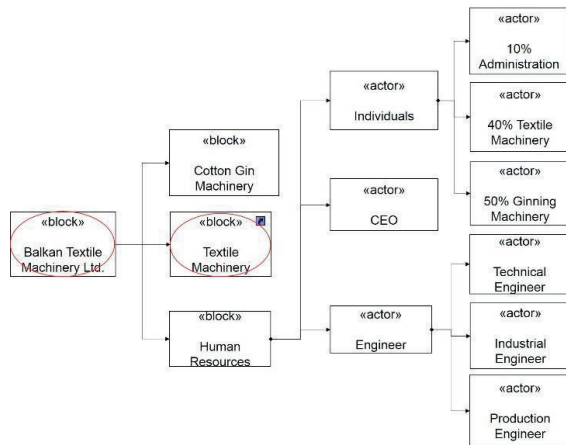 «block»
Balkan Textile
Machinery Ltd.
«block»
Cotton Gin
Machinery
«block»
Textile
Machinery
«block»
Human
Resources
«actor»
Individuals
«actor»
CEO
«actor»
Engineer
«actor»
10%
Administration
«actor»
40% Textile
Machinery
«actor»
50% Ginning
Machinery
«actor»
Technical
Engineer
«actor»
Industrial
Engineer
«actor»
Production
Engineer